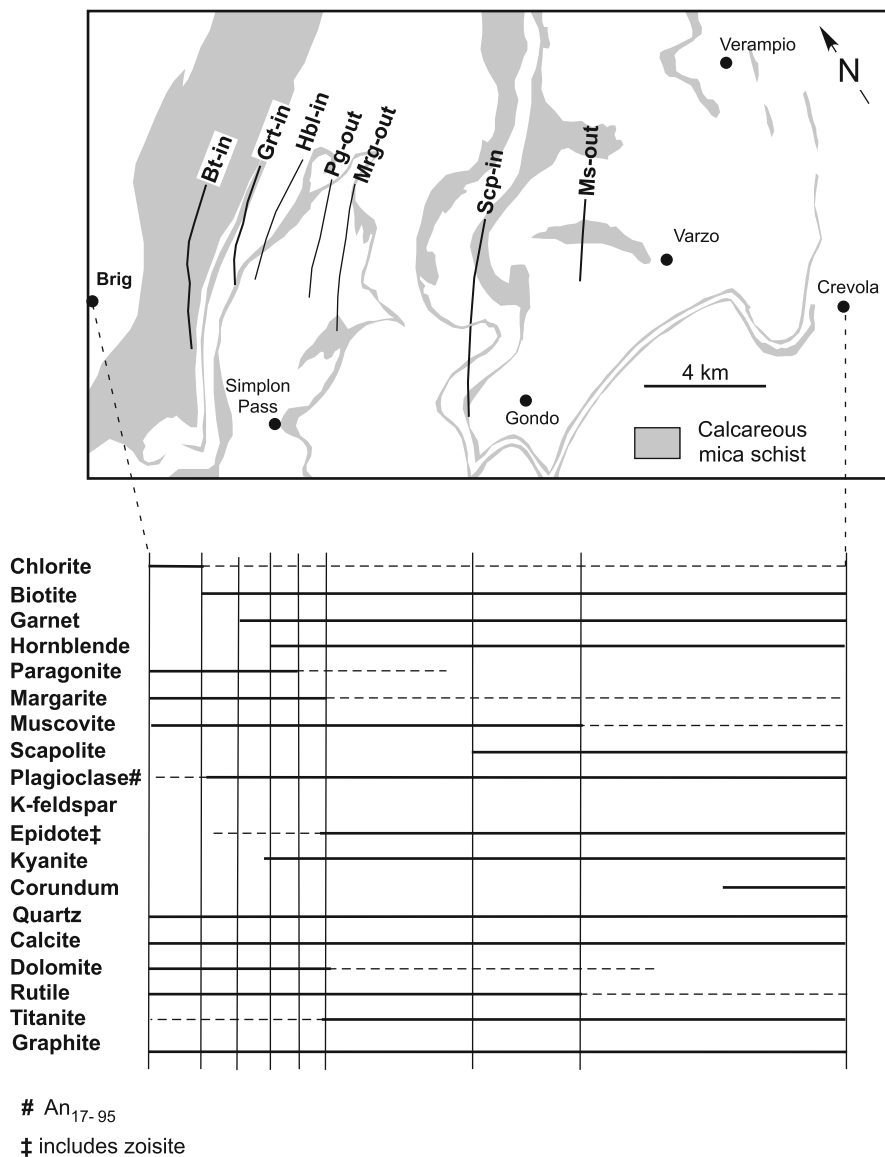 Verampio
N
Bt-in
Grt-in
Hbl-in
Pg-out
Mrg-out
Scp-in
Ms-out
Varzo
Brig
Crevola
Simplon
Pass
4 km
Gondo
Calcareous
mica schist
Chlorite
Biotite
Garnet
Hornblende
Paragonite
Margarite
Muscovite
Scapolite
Plagioclase#
K-feldspar
Epidote‡
Kyanite
Corundum
Quartz
Calcite
Dolomite
Rutile
Titanite
Graphite
# An17-95
‡ includes zoisite